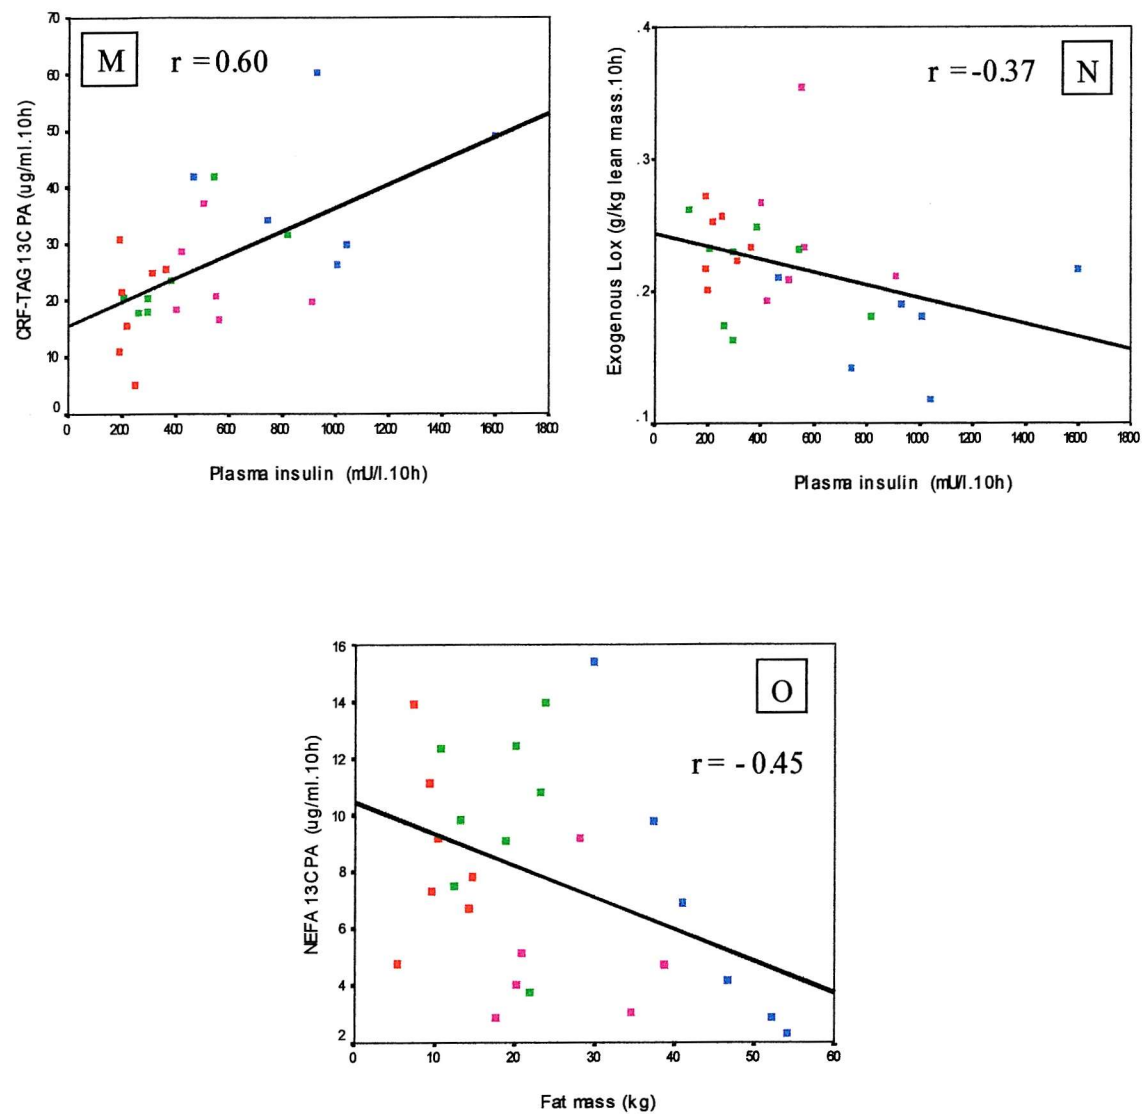 M
r = 0.60
CRF-TAG 13C PA (ug/ml.10h)
70
60
50
40
30
20
10
0
0 200 400 600 800 1000 1200 1400 1600 1800
Plasma insulin (mU/l.10h)
r = -0.37
N
Exogenous Lox (g/kg lean mass.10h)
.4
.3
.2
.1
0 200 400 600 800 1000 1200 1400 1600 1800
Plasma insulin (mU/l.10h)
O
r = - 0.45
NEFA 13C PA (ug/ml.10h)
16
14
12
10
8
6
4
2
0 10 20 30 40 50 60
Fat mass (kg)